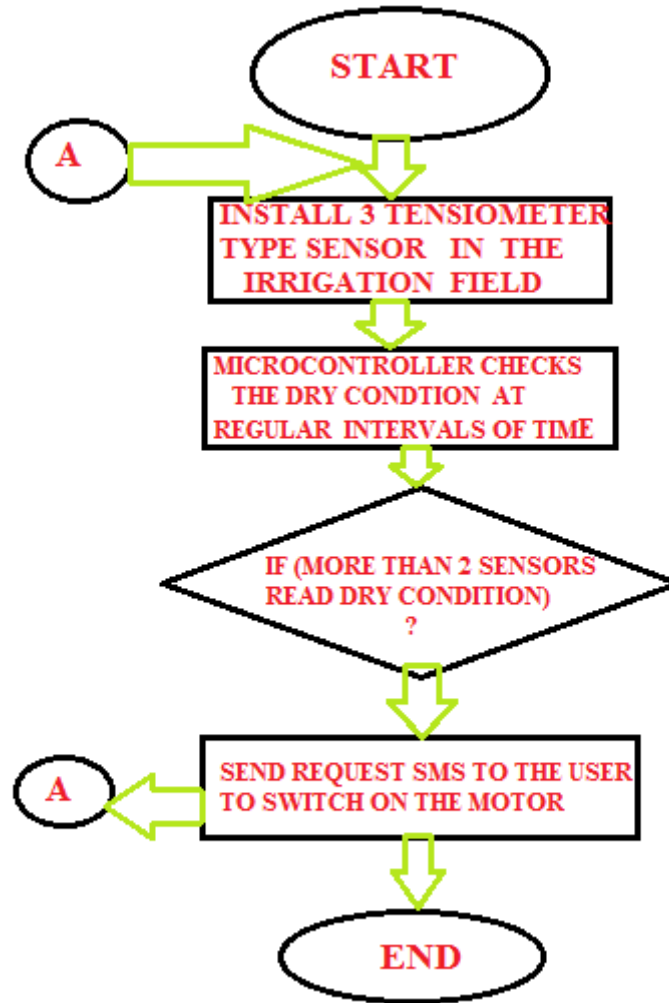 START
A
INSTALL 3 TENSIOMETER
TYPE SENSOR IN THE
IRRIGATION FIELD
MICROCONTROLLER CHECKS
THE DRY CONDTION AT
REGULAR INTERVALS OF TIME
IF (MORE THAN 2 SENSORS
READ DRY CONDITION)
?
SEND REQUEST SMS TO THE USER
TO SWITCH ON THE MOTOR
A
END